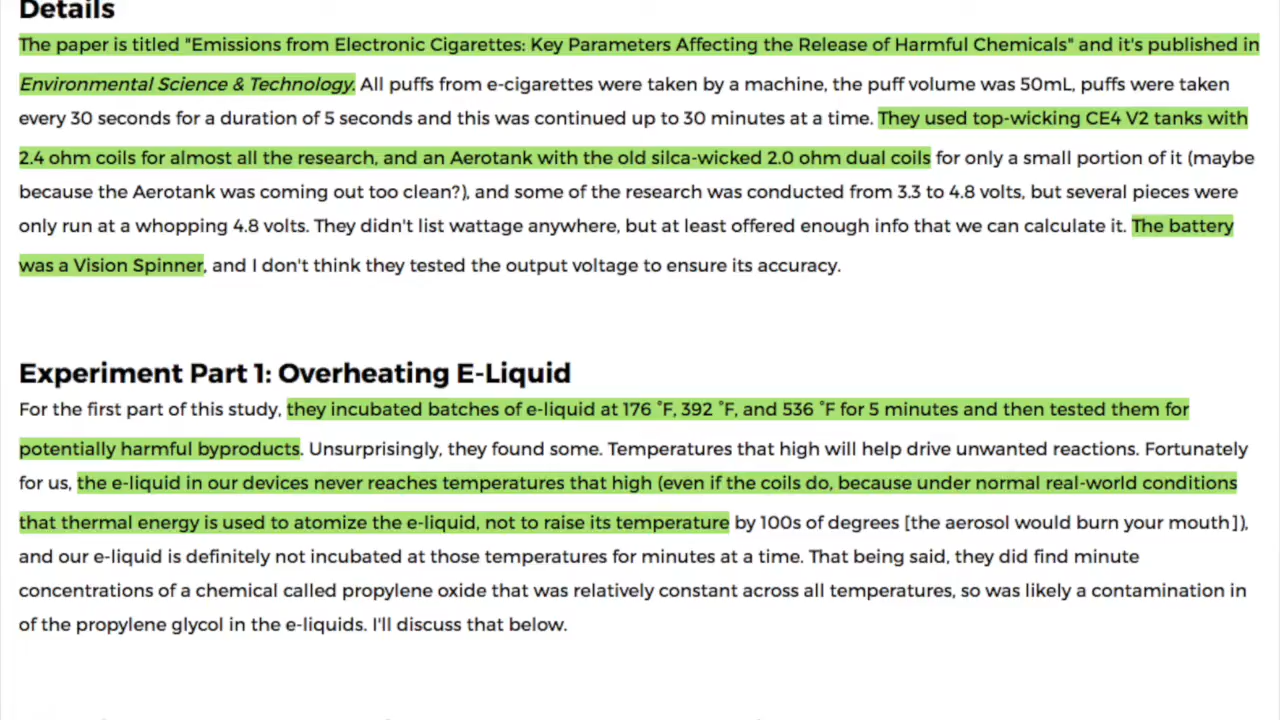 Details
The paper is titled "Emissions from Electronic Cigarettes: Key Parameters Affecting the Release of Harmful Chemicals" and it's published in
Environmental Science & Technology. All puffs from e-cigarettes were taken by a machine, the puff volume was 50mL, puffs were taken
every 30 seconds for a duration of 5 seconds and this was continued up to 30 minutes at a time. They used top-wicking CE4 V2 tanks with
2.4 ohm coils for almost all the research, and an Aerotank with the old silca-wicked 2.0 ohm dual coils for only a small portion of it (maybe
because the Aerotank was coming out too clean?), and some of the research was conducted from 3.3 to 4.8 volts, but several pieces were
only run at a whopping 4.8 volts. They didn't list wattage anywhere, but at least offered enough info that we can calculate it. The battery
was a Vision Spinner, and I don't think they tested the output voltage to ensure its accuracy.
Experiment Part 1: Overheating E-Liquid
For the first part of this study, they incubated batches of e-liquid at 176 °F, 392 °F, and 536 °F for 5 minutes and then tested them for
potentially harmful byproducts. Unsurprisingly, they found some. Temperatures that high will help drive unwanted reactions. Fortunately
for us, the e-liquid in our devices never reaches temperatures that high (even if the coils do, because under normal real-world conditions
that thermal energy is used to atomize the e-liquid, not to raise its temperature by 100s of degrees [the aerosol would burn your mouth]),
and our e-liquid is definitely not incubated at those temperatures for minutes at a time. That being said, they did find minute
concentrations of a chemical called propylene oxide that was relatively constant across all temperatures, so was likely a contamination in
of the propylene glycol in the e-liquids. I'll discuss that below.